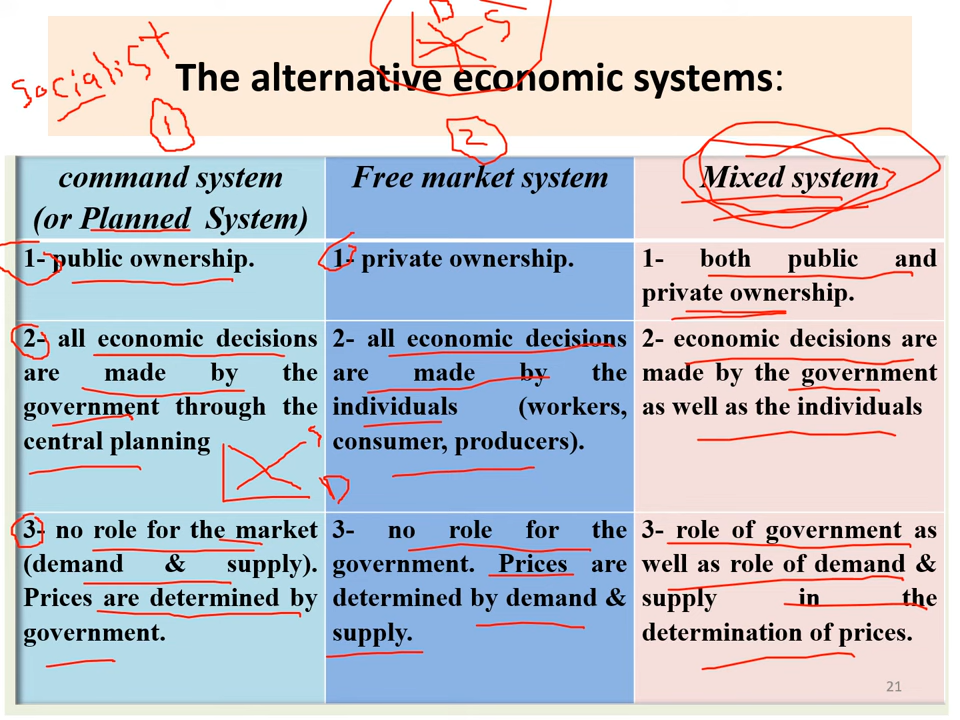 D S
Socialist
The alternative economic systems:
1
2
command system
(or Planned System)
Free market system
Mixed system
1- public ownership.
1- private ownership.
1- both public and
private ownership.
2- all economic decisions
are made by the
government through the
central planning
S
D
2- all economic decisions
are made by the
individuals (workers,
consumer, producers).
2- economic decisions are
made by the government
as well as the individuals
3- no role for the market
(demand & supply).
Prices are determined by
government.
3- no role for the
government. Prices are
determined by demand &
supply.
3- role of government as
well as role of demand &
supply in the
determination of prices.
21